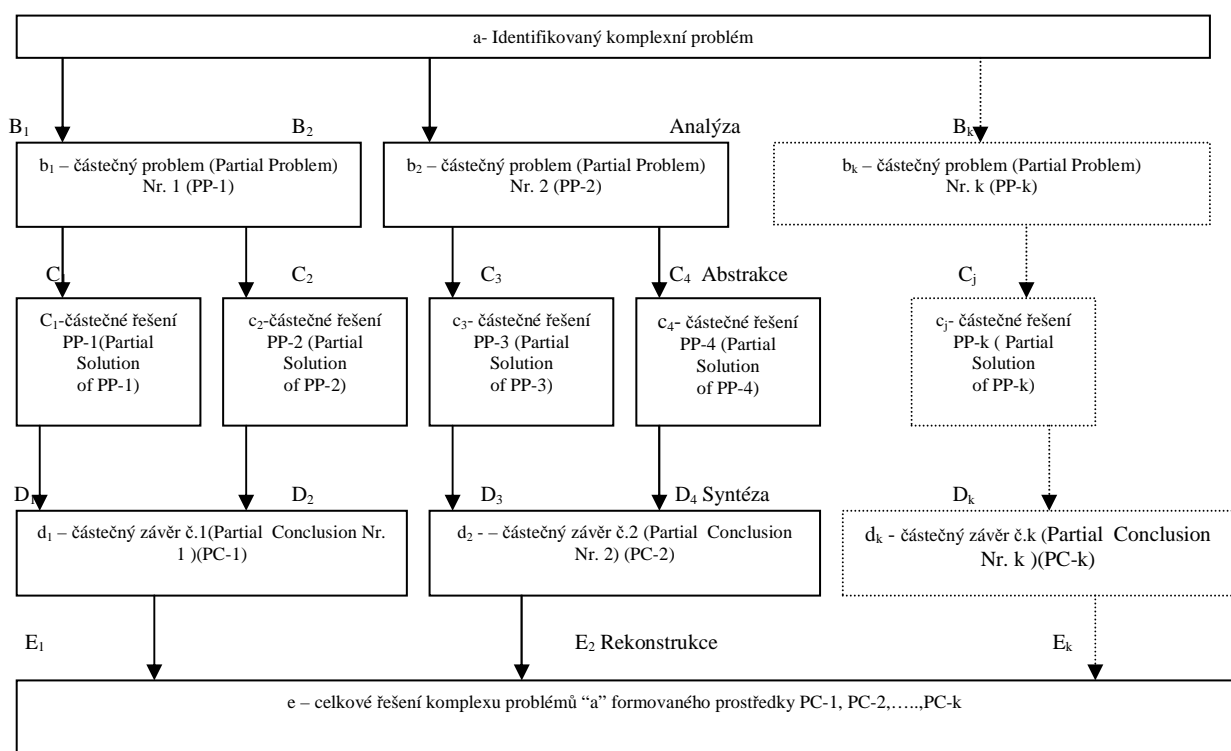 a- Identifikovaný komplexní problém
B₁ B₂ Analýza Bₖ
b₁ – částečný problem (Partial Problem)
Nr. 1 (PP-1)
b₂ – částečný problem (Partial Problem)
Nr. 2 (PP-2)
bₖ – částečný problem (Partial Problem)
Nr. k (PP-k)
C₁ C₂ C₃ C₄ Abstrakce Cⱼ
C₁-částečné řešení
PP-1(Partial
Solution
of PP-1)
c₂-částečné řešení
PP-2 (Partial
Solution
of PP-2)
c₃- částečné řešení
PP-3 (Partial
Solution
of PP-3)
c₄- částečné řešení
PP-4 (Partial
Solution
of PP-4)
cⱼ- částečné řešení
PP-k ( Partial
Solution
of PP-k)
D₁ D₂ D₃ D₄ Syntéza Dₖ
d₁ – částečný závěr č.1(Partial Conclusion Nr.
1 )(PC-1)
d₂ - – částečný závěr č.2 (Partial Conclusion
Nr. 2) (PC-2)
dₖ - částečný závěr č.k (Partial Conclusion
Nr. k )(PC-k)
E₁ E₂ Rekonstrukce Eₖ
e – celkové řešení komplexu problémů “a” formovaného prostředky PC-1, PC-2,…..,PC-k